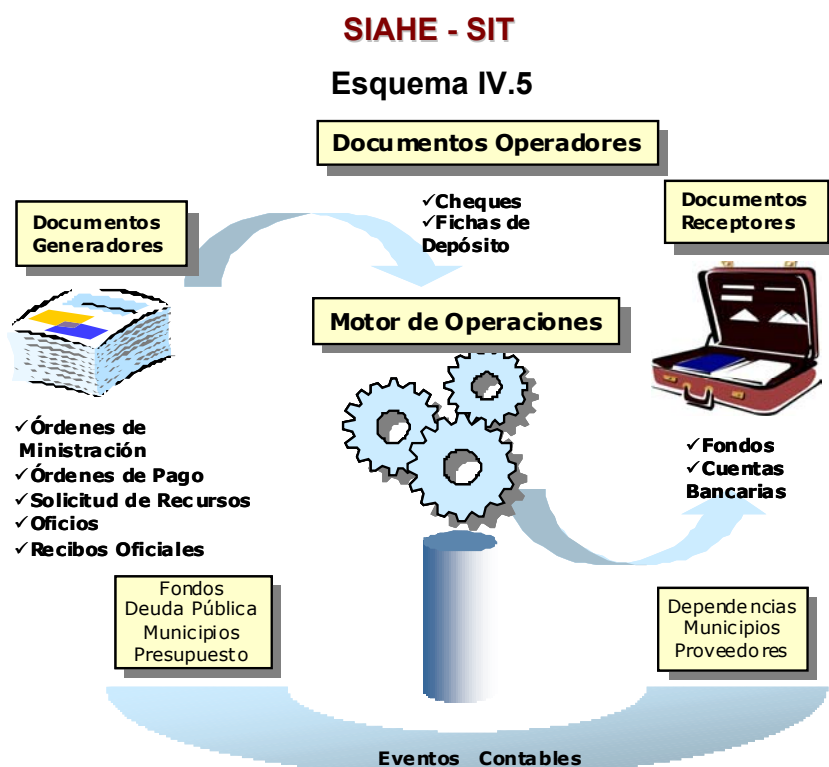 SIAHE - SIT
Esquema IV.5
Documentos Operadores
✓Cheques
✓Fichas de
Depósito
Documentos
Generadores
Documentos
Receptores
Motor de Operaciones
✓Órdenes de
Ministración
✓Órdenes de Pago
✓Solicitud de Recursos
✓Oficios
✓Recibos Oficiales
✓Fondos
✓Cuentas
Bancarias
Fondos
Deuda Pública
Municipios
Presupuesto
Dependencias
Municipios
Proveedores
Eventos Contables